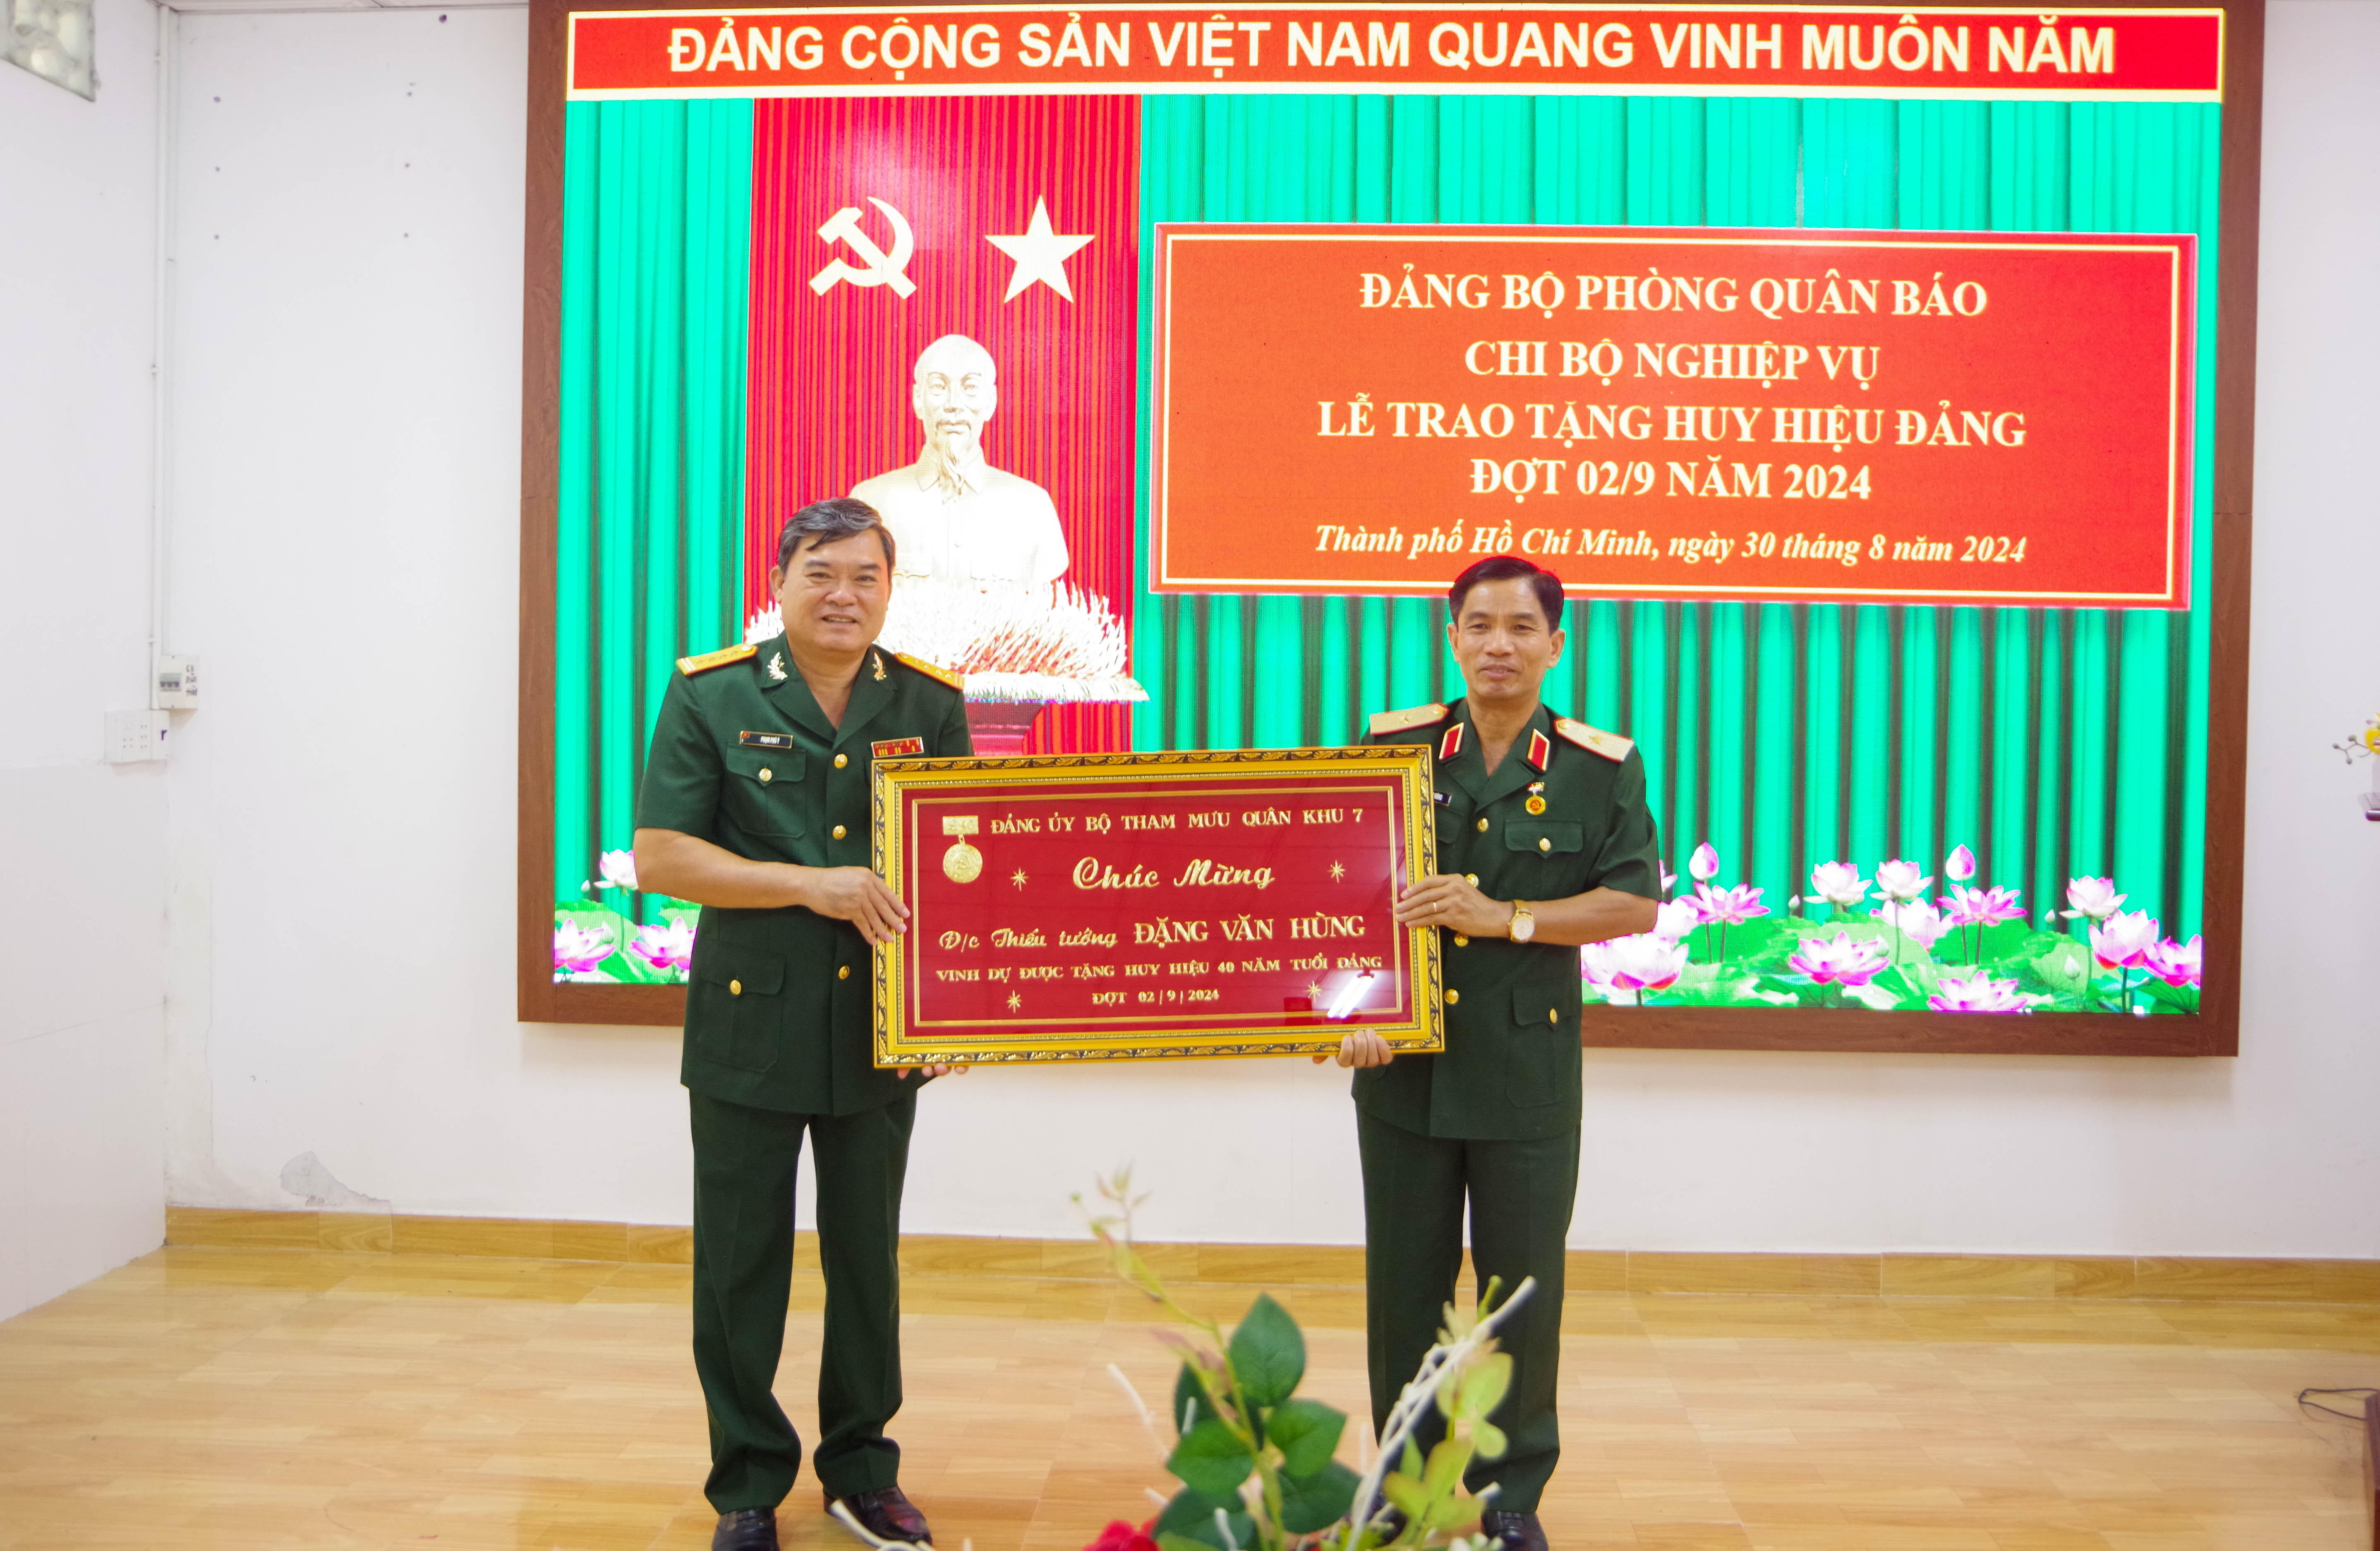 ĐẢNG CỘNG SẢN VIỆT NAM QUANG VINH MUÔN NĂM
ĐẢNG BỘ PHÒNG QUÂN BÁO
CHI BỘ NGHIỆP VỤ
LỄ TRAO TẶNG HUY HIỆU ĐẢNG
ĐỢT 02/9 NĂM 2024
Thành phố Hồ Chí Minh, ngày 30 tháng 8 năm 2024
ĐẢNG ỦY BỘ THAM MƯU QUÂN KHU 7
Chúc Mừng
Đ/c Thiếu tướng ĐẶNG VĂN HÙNG
VINH DỰ ĐƯỢC TẶNG HUY HIỆU 40 NĂM TUỔI ĐẢNG
ĐỢT 02 | 9 | 2024